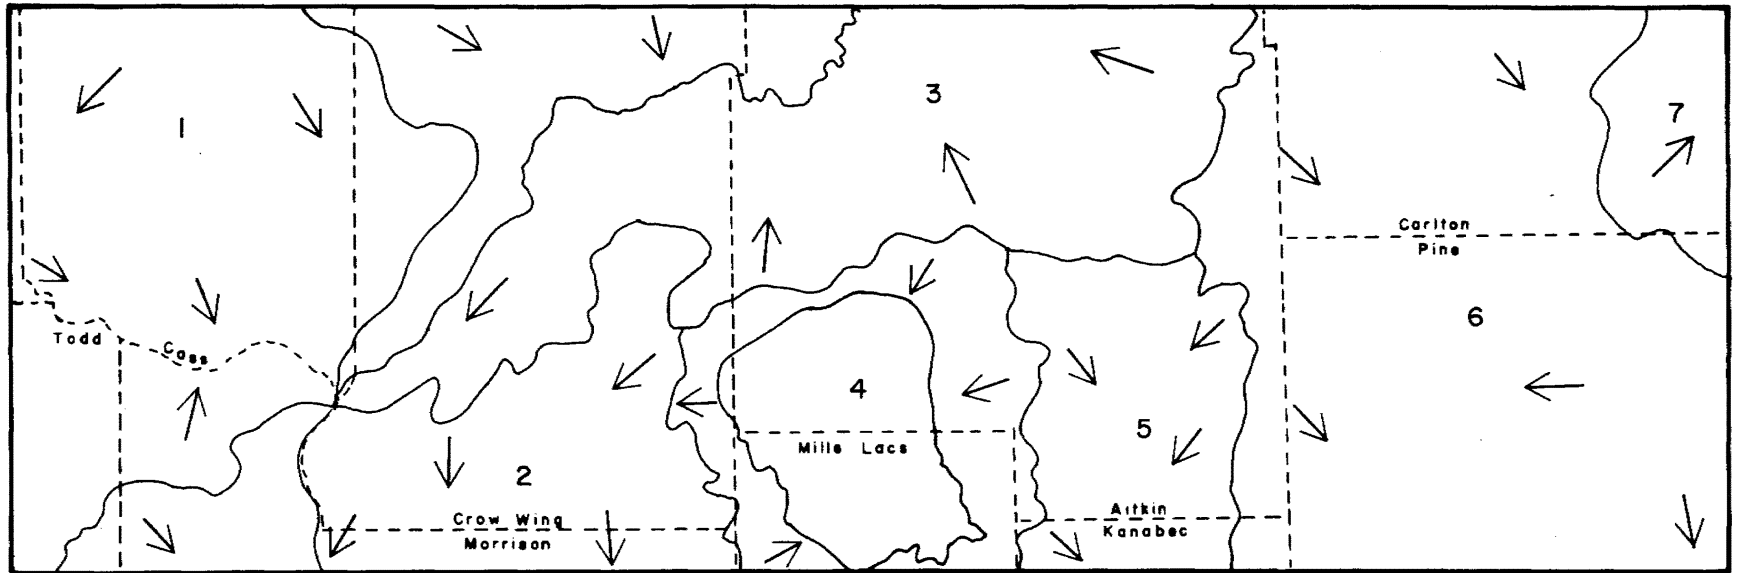 1
3
7
Carlton
Pine
6
Todd
Cass
4
5
Mille Lacs
2
Crow Wing
Morrison
Aitkin
Kanabec